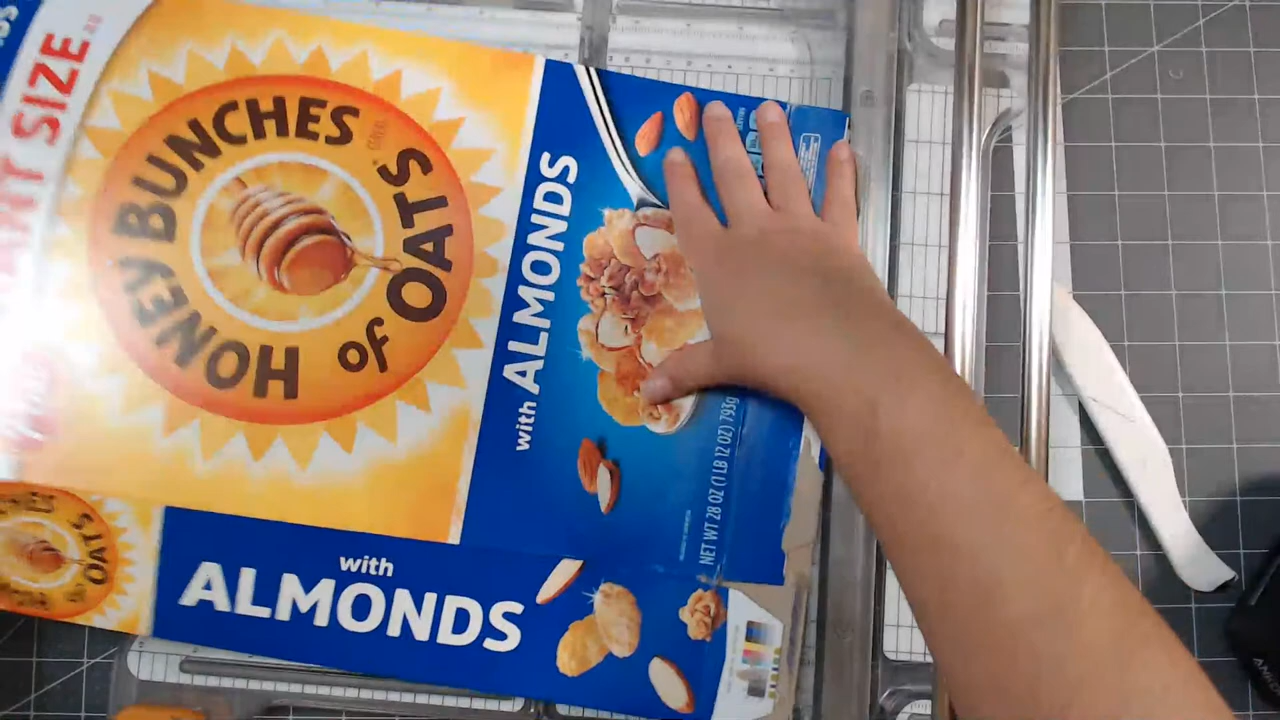 ANT SIZE
HONEY BUNCHES
of OATS
with ALMONDS
NET WT 28 OZ (1 LB 12 OZ) 793g
OATS
with
ALMONDS